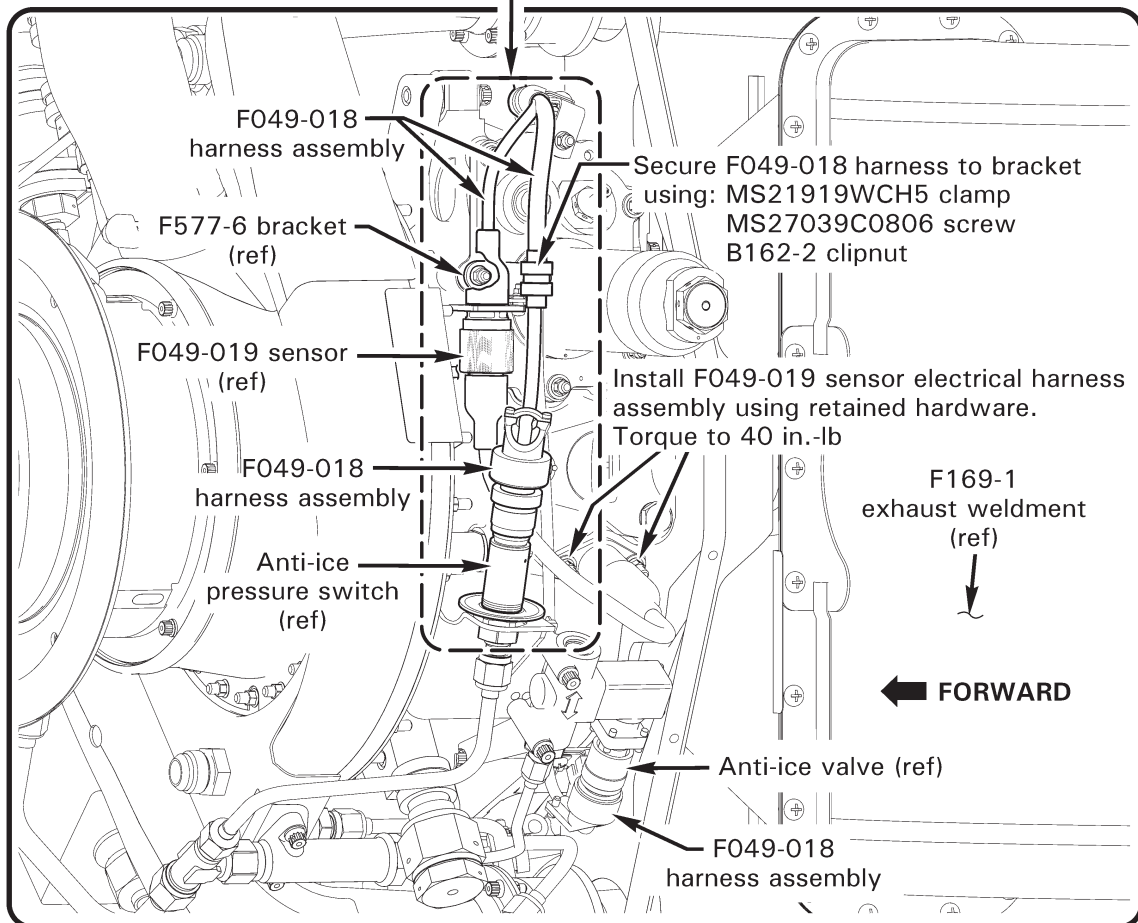 F049-018
harness assembly
Secure F049-018 harness to bracket
using: MS21919WCH5 clamp
MS27039C0806 screw
B162-2 clipnut
F577-6 bracket
(ref)
F049-019 sensor
(ref)
Install F049-019 sensor electrical harness
assembly using retained hardware.
Torque to 40 in.-lb
F049-018
harness assembly
F169-1
exhaust weldment
(ref)
Anti-ice
pressure switch
(ref)
FORWARD
Anti-ice valve (ref)
F049-018
harness assembly